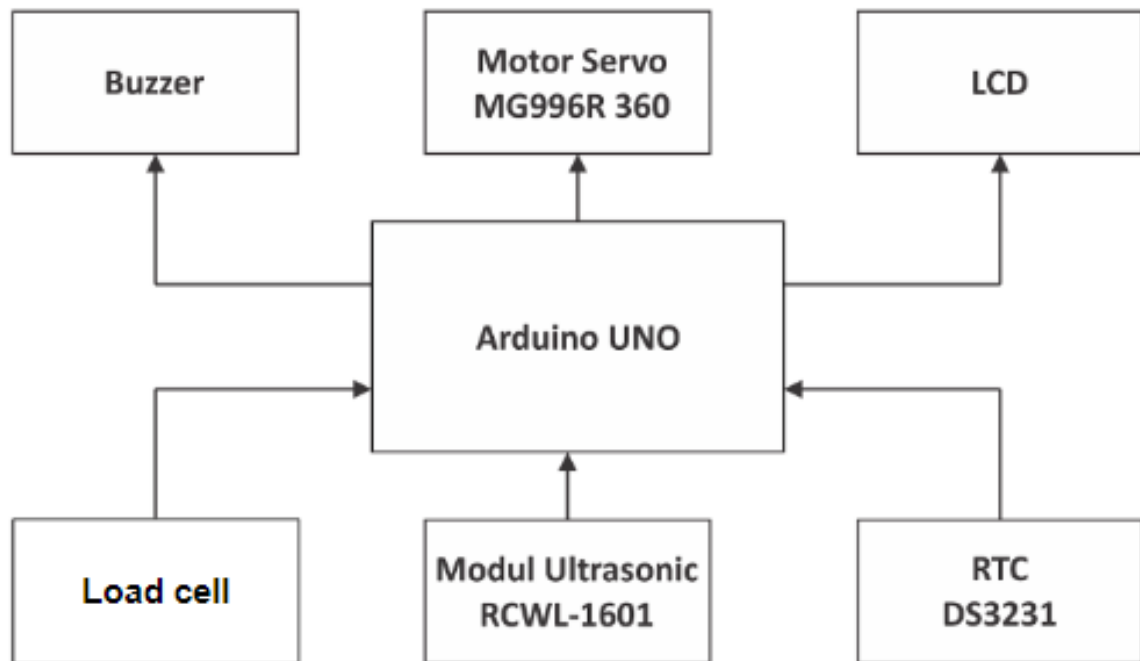 Buzzer
Motor Servo
MG996R 360
LCD
Arduino UNO
Load cell
Modul Ultrasonic
RCWL-1601
RTC
DS3231